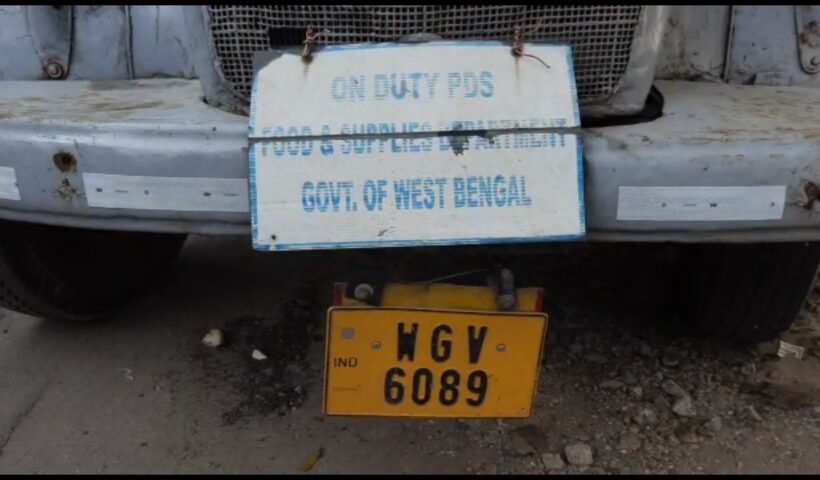 ON DUTY PDS
FOOD & SUPPLIES DEPARTMENT
GOVT. OF WEST BENGAL
WGV
IND
6089